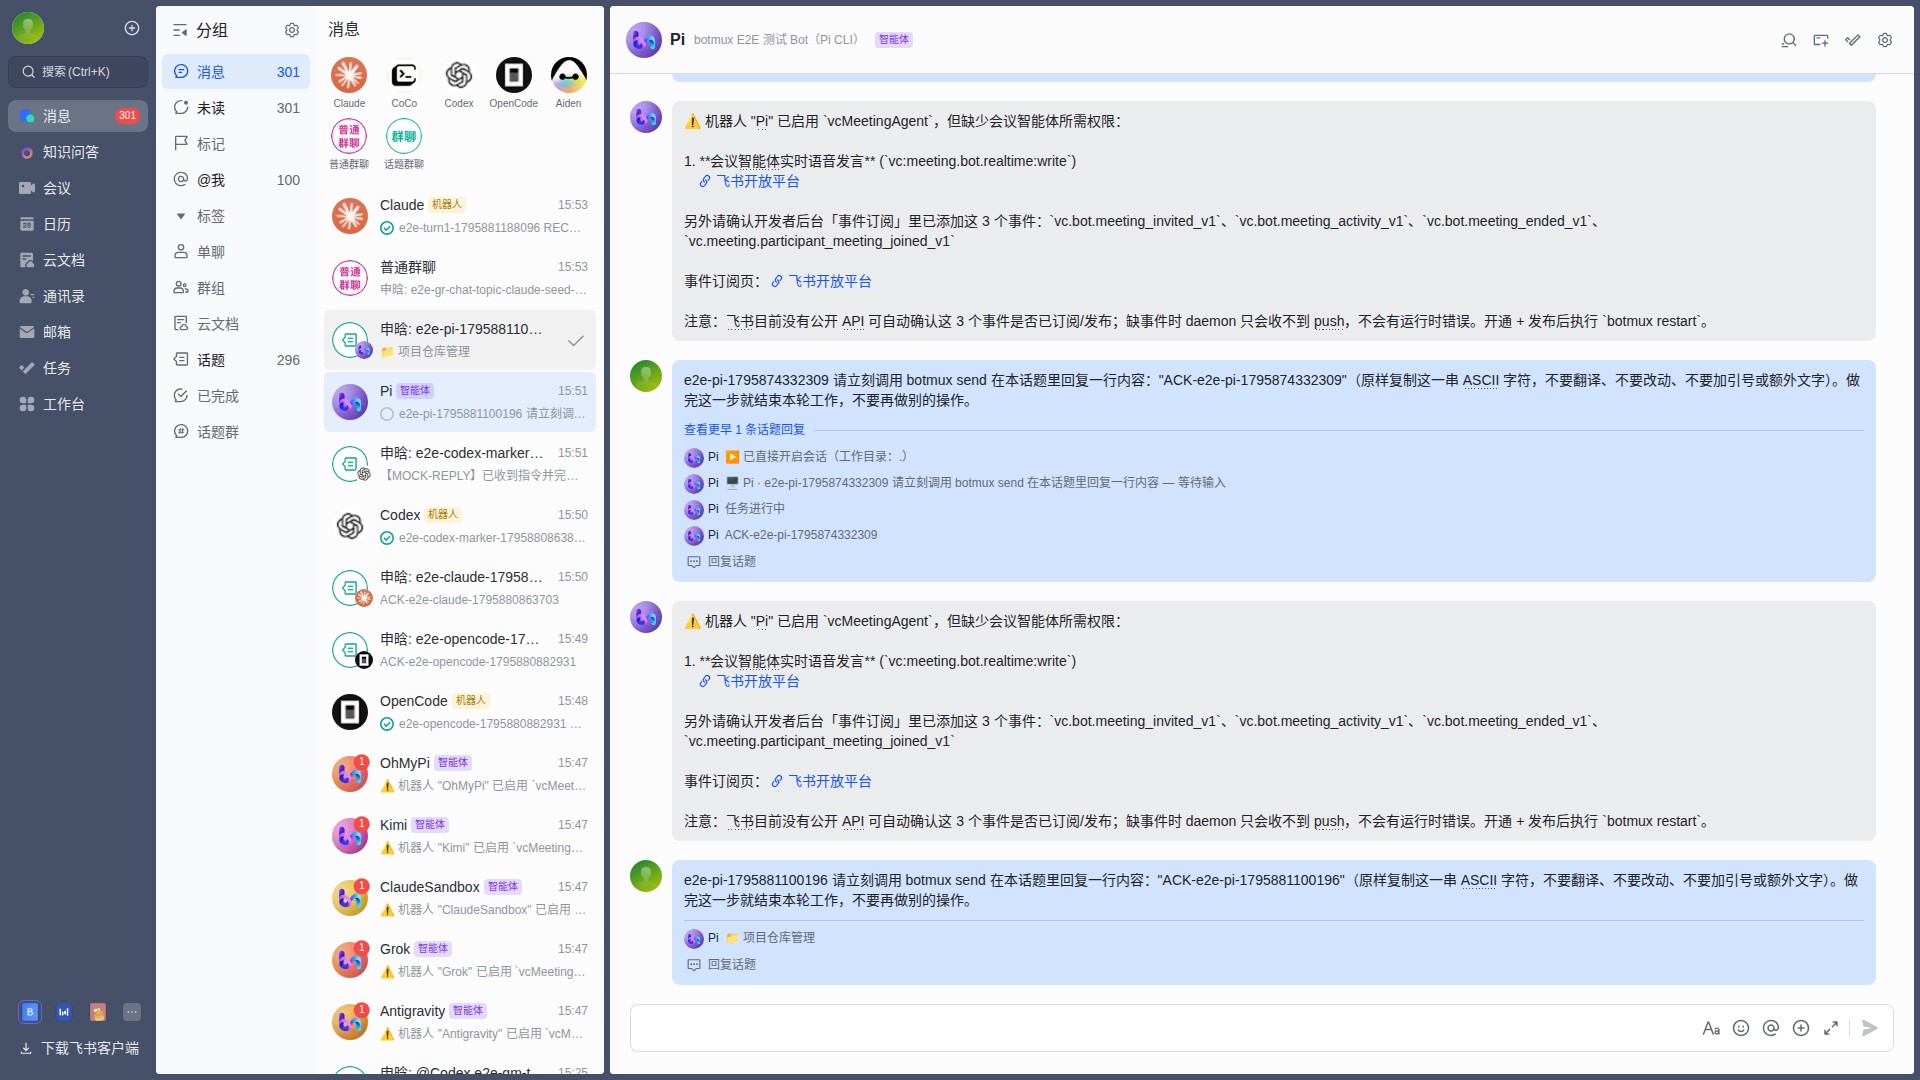 搜索 (Ctrl+K)
消息 301
知识问答
会议
日历
云文档
通讯录
邮箱
任务
工作台
B
下载飞书客户端
分组
消息 301
未读 301
标记
@我 100
标签
单聊
群组
云文档
话题 296
已完成
话题群
消息
Claude
CoCo
Codex
OpenCode
Aiden
普通群聊
普通群聊
群聊
话题群聊
Claude 机器人 15:53
e2e-turn1-1795881188096 REC…
普通群聊
普通群聊 15:53
申晗: e2e-gr-chat-topic-claude-seed-…
申晗: e2e-pi-179588110…
📁 项目仓库管理
Pi 智能体 15:51
e2e-pi-1795881100196 请立刻调…
申晗: e2e-codex-marker… 15:51
【MOCK-REPLY】已收到指令并完…
Codex 机器人 15:50
e2e-codex-marker-17958808638…
申晗: e2e-claude-17958… 15:50
ACK-e2e-claude-1795880863703
申晗: e2e-opencode-17… 15:49
ACK-e2e-opencode-1795880882931
OpenCode 机器人 15:48
e2e-opencode-1795880882931 …
1 OhMyPi 智能体 15:47
⚠️ 机器人 "OhMyPi" 已启用 `vcMeet…
1 Kimi 智能体 15:47
⚠️ 机器人 "Kimi" 已启用 `vcMeeting…
1 ClaudeSandbox 智能体 15:47
⚠️ 机器人 "ClaudeSandbox" 已启用 …
1 Grok 智能体 15:47
⚠️ 机器人 "Grok" 已启用 `vcMeeting…
1 Antigravity 智能体 15:47
⚠️ 机器人 "Antigravity" 已启用 `vcM…
申晗: @Codex e2e-gm-t… 15:25
Pi botmux E2E 测试 Bot（Pi CLI） 智能体
⚠️ 机器人 "Pi" 已启用 `vcMeetingAgent`，但缺少会议智能体所需权限：
1. **会议智能体实时语音发言** (`vc:meeting.bot.realtime:write`)
飞书开放平台
另外请确认开发者后台「事件订阅」里已添加这 3 个事件：`vc.bot.meeting_invited_v1`、`vc.bot.meeting_activity_v1`、`vc.bot.meeting_ended_v1`、
`vc.meeting.participant_meeting_joined_v1`
事件订阅页： 飞书开放平台
注意：飞书目前没有公开 API 可自动确认这 3 个事件是否已订阅/发布；缺事件时 daemon 只会收不到 push，不会有运行时错误。开通 + 发布后执行 `botmux restart`。
e2e-pi-1795874332309 请立刻调用 botmux send 在本话题里回复一行内容："ACK-e2e-pi-1795874332309"（原样复制这一串 ASCII 字符，不要翻译、不要改动、不要加引号或额外文字）。做
完这一步就结束本轮工作，不要再做别的操作。
查看更早 1 条话题回复
Pi ▶️ 已直接开启会话（工作目录：.）
Pi 🖥️ Pi · e2e-pi-1795874332309 请立刻调用 botmux send 在本话题里回复一行内容 — 等待输入
Pi 任务进行中
Pi ACK-e2e-pi-1795874332309
回复话题
⚠️ 机器人 "Pi" 已启用 `vcMeetingAgent`，但缺少会议智能体所需权限：
1. **会议智能体实时语音发言** (`vc:meeting.bot.realtime:write`)
飞书开放平台
另外请确认开发者后台「事件订阅」里已添加这 3 个事件：`vc.bot.meeting_invited_v1`、`vc.bot.meeting_activity_v1`、`vc.bot.meeting_ended_v1`、
`vc.meeting.participant_meeting_joined_v1`
事件订阅页： 飞书开放平台
注意：飞书目前没有公开 API 可自动确认这 3 个事件是否已订阅/发布；缺事件时 daemon 只会收不到 push，不会有运行时错误。开通 + 发布后执行 `botmux restart`。
e2e-pi-1795881100196 请立刻调用 botmux send 在本话题里回复一行内容："ACK-e2e-pi-1795881100196"（原样复制这一串 ASCII 字符，不要翻译、不要改动、不要加引号或额外文字）。做
完这一步就结束本轮工作，不要再做别的操作。
Pi 📁 项目仓库管理
回复话题
Aa